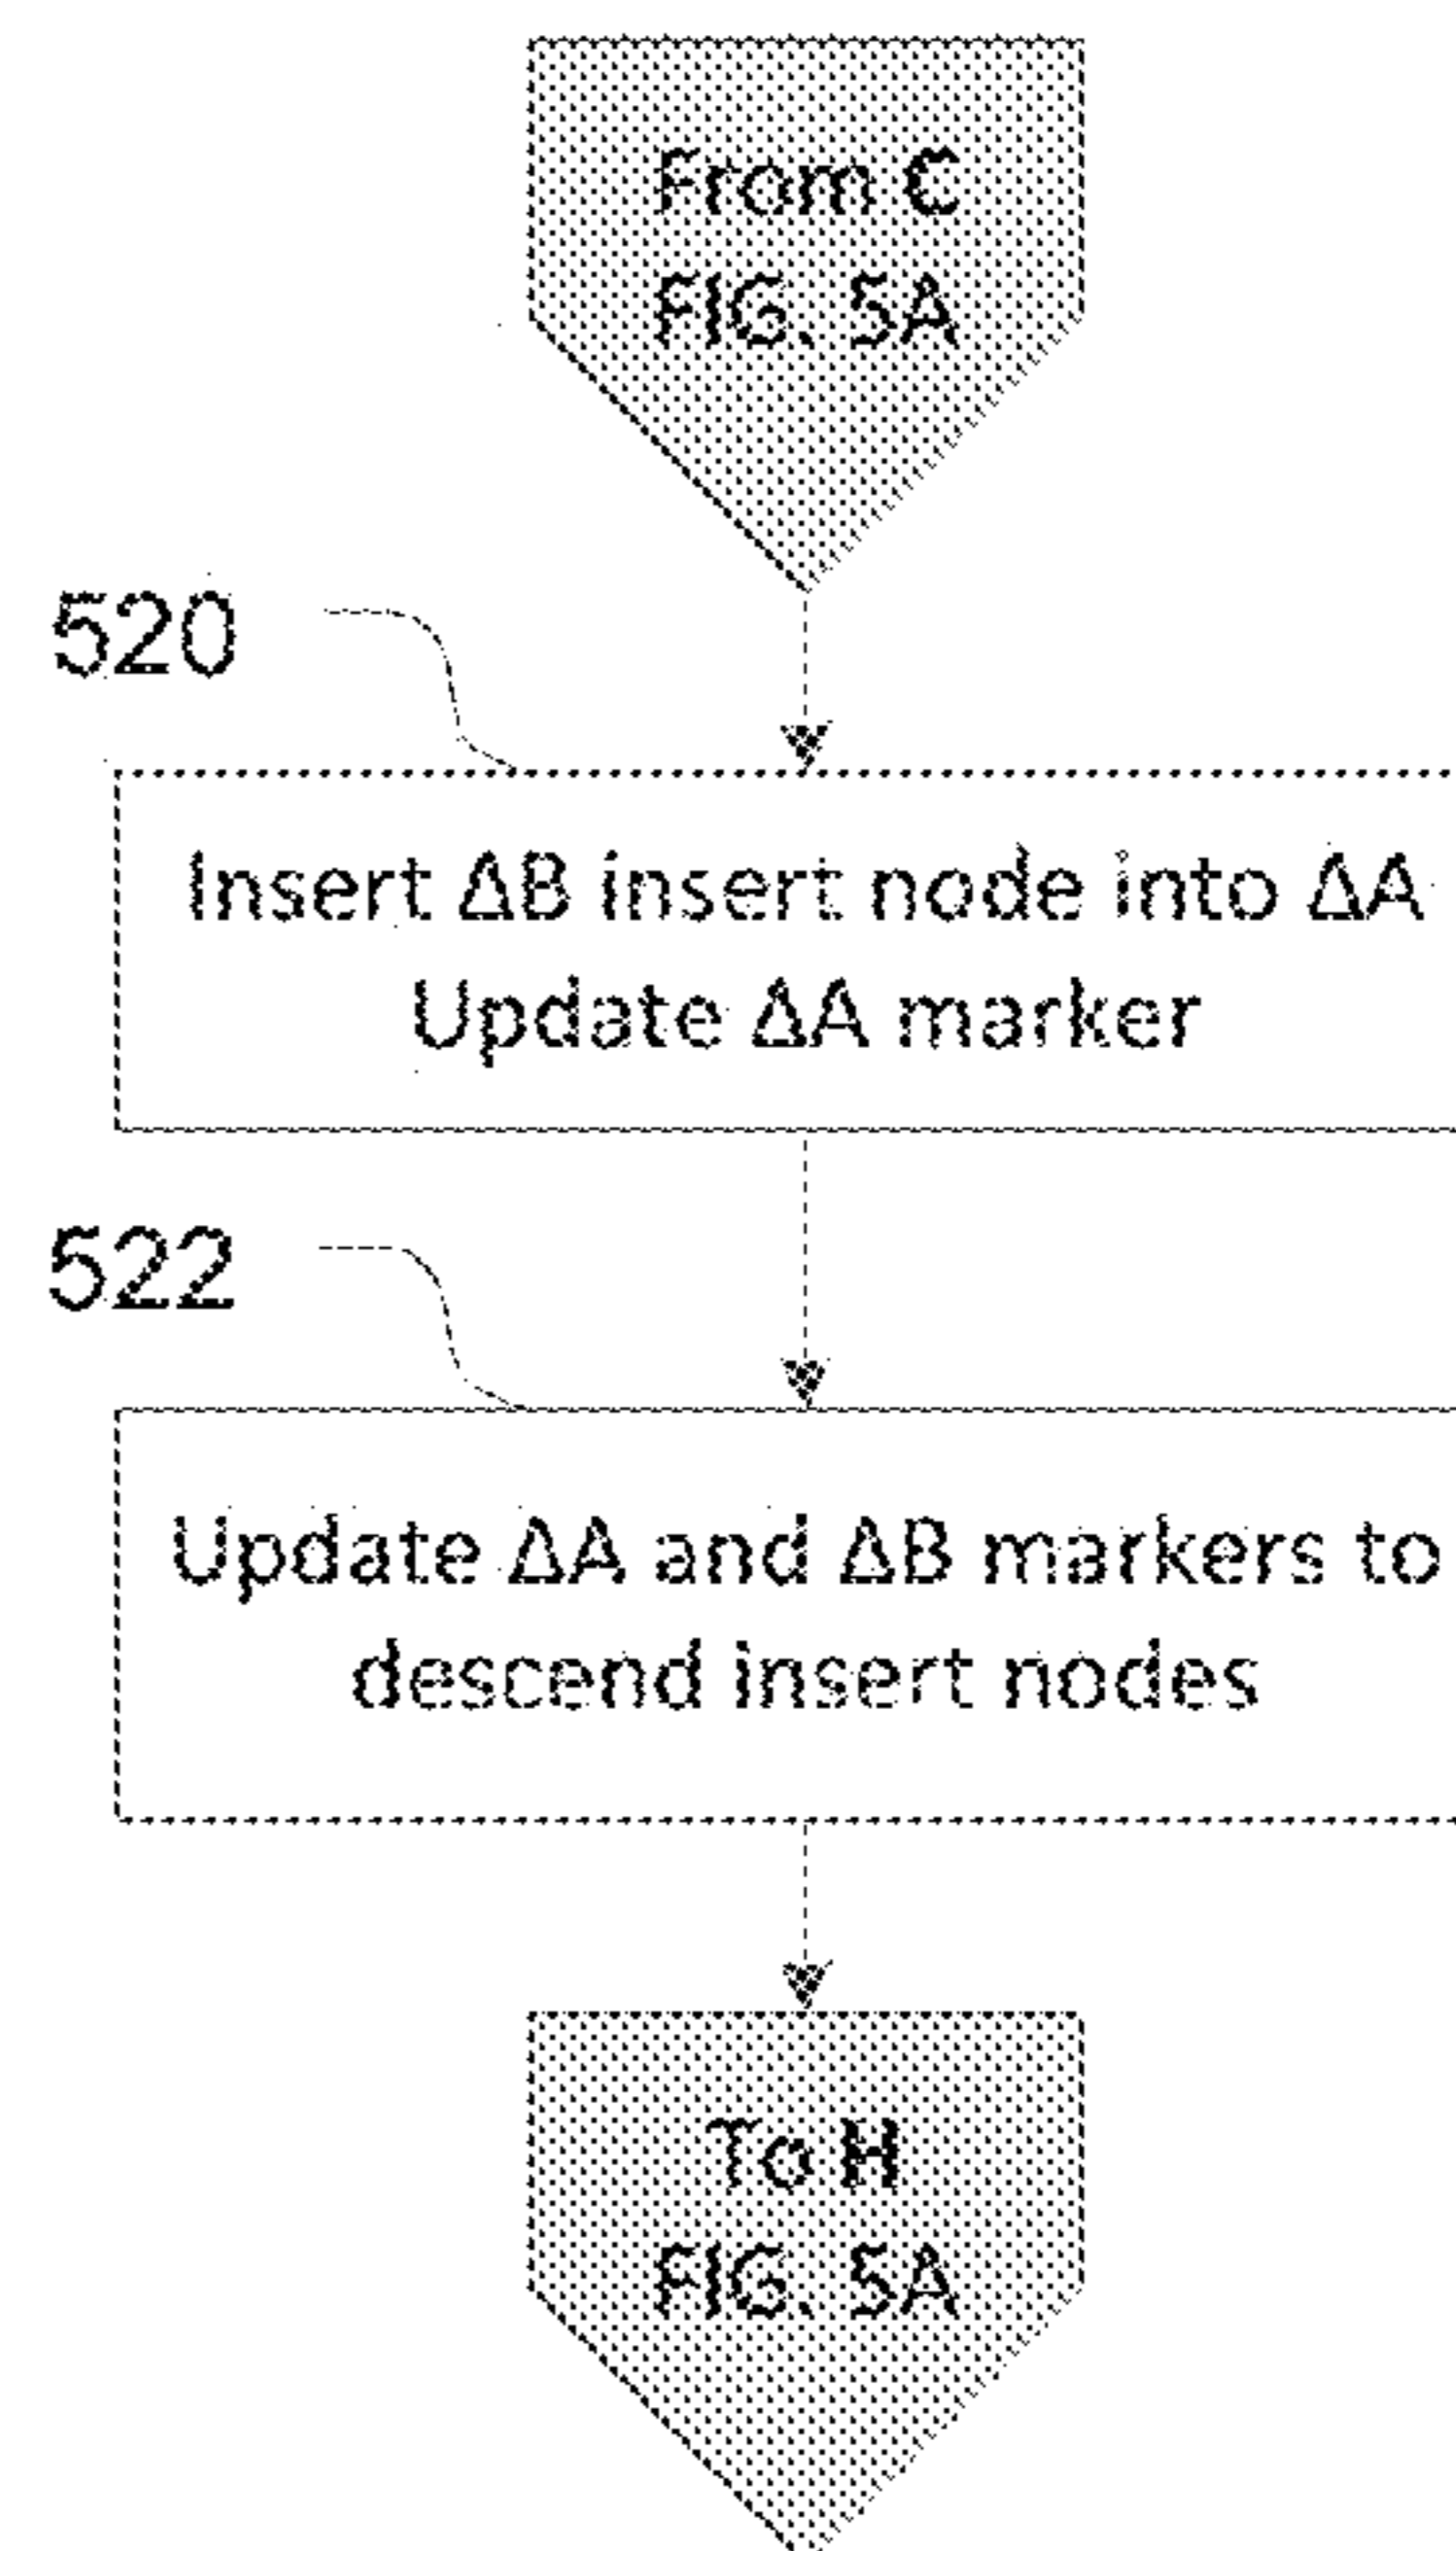 From C
FIG. 5A
520
Insert ΔB insert node into ΔA
Update ΔA marker
522
Update ΔA and ΔB markers to
descend insert nodes
To H
FIG. 5A